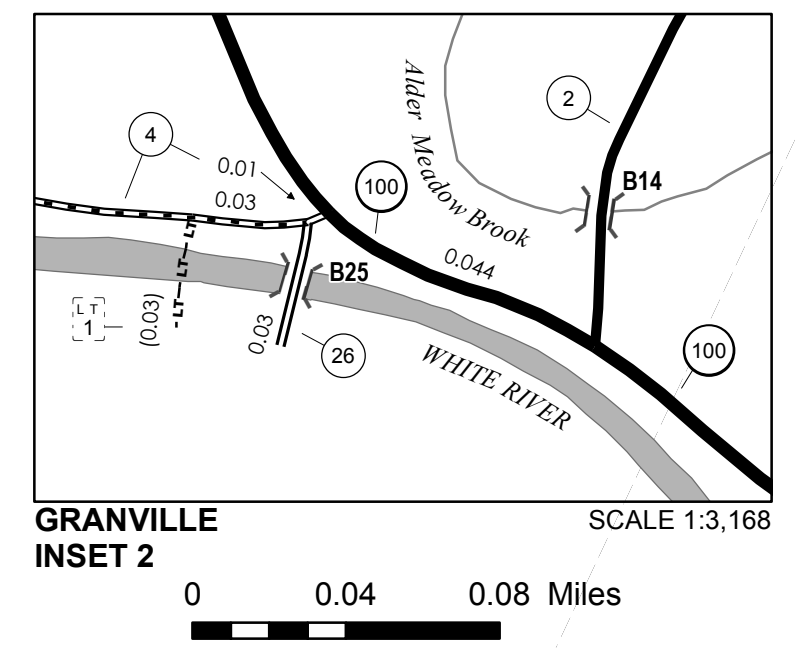 2
4
0.01
0.03
100
Alder Meadow Brook
B14
LT
LT
LT
0.044
B25
L T
1
(0.03)
0.03
26
WHITE RIVER
100
GRANVILLE
INSET 2
SCALE 1:3,168
0 0.04 0.08 Miles